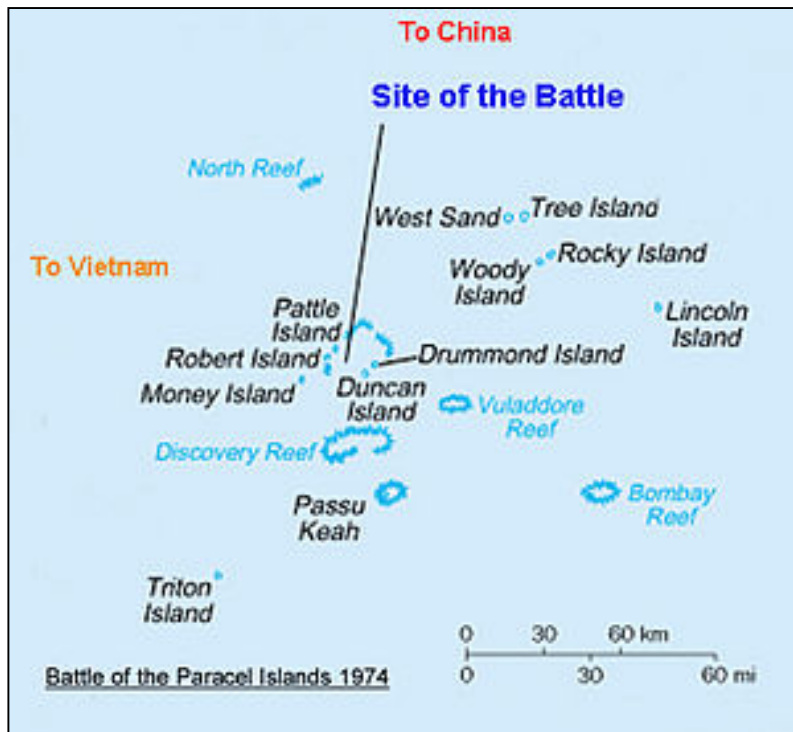 To China
Site of the Battle
North Reef
West Sand
Tree Island
To Vietnam
Woody
Island
Rocky Island
Pattle
Island
Lincoln
Island
Robert Island
Drummond Island
Money Island
Duncan
Island
Vuladdore
Reef
Discovery Reef
Passu
Keah
Bombay
Reef
Triton
Island
0 30 60 km
0 30 60 mi
Battle of the Paracel Islands 1974